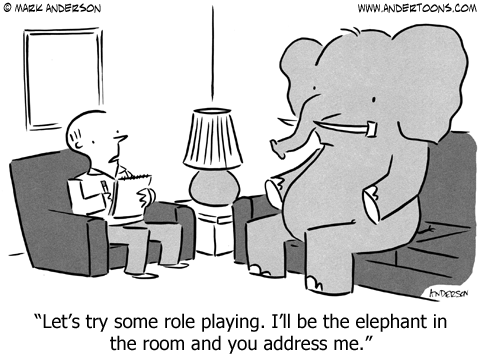 © MARK ANDERSON
WWW.ANDERTOONS.COM
ANDERSON
“Let’s try some role playing. I’ll be the elephant in
the room and you address me.”